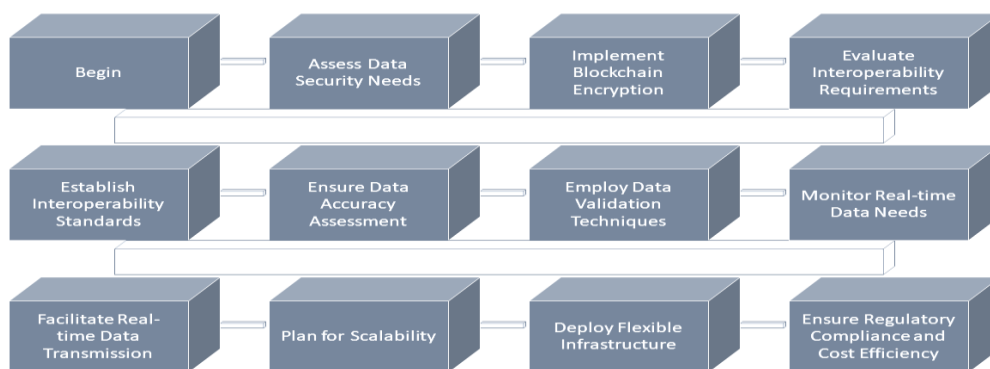 Begin
Assess Data
Security Needs
Implement
Blockchain
Encryption
Evaluate
Interoperability
Requirements
Establish
Interoperability
Standards
Ensure Data
Accuracy
Assessment
Employ Data
Validation
Techniques
Monitor Real-time
Data Needs
Facilitate Real-
time Data
Transmission
Plan for Scalability
Deploy Flexible
Infrastructure
Ensure Regulatory
Compliance and
Cost Efficiency